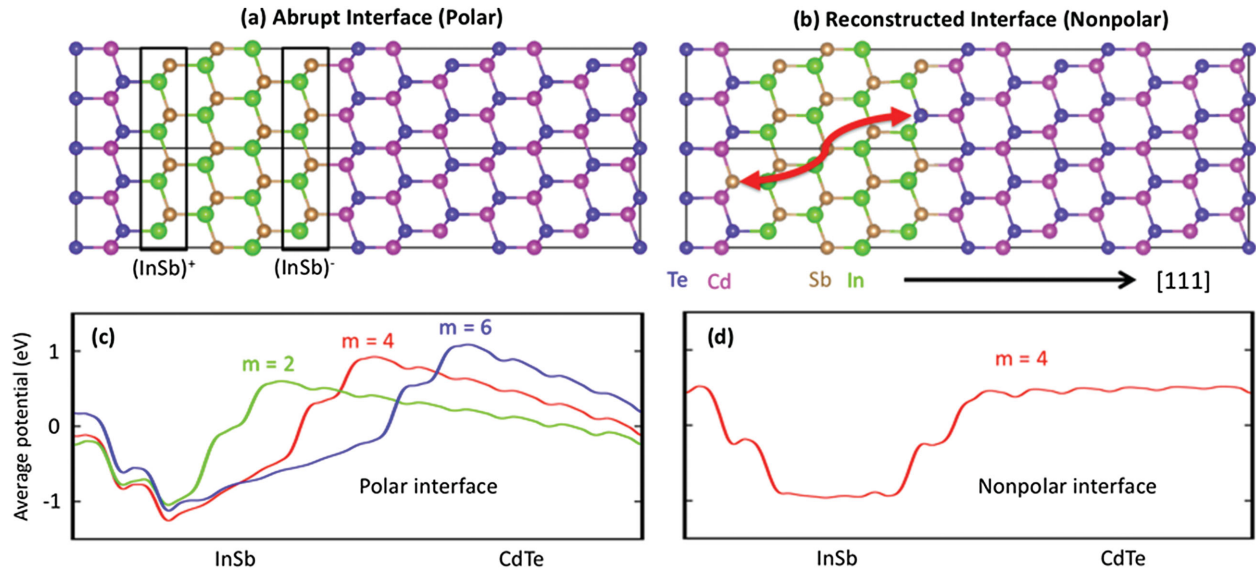 (a) Abrupt Interface (Polar)
(b) Reconstructed Interface (Nonpolar)
(InSb)⁺
(InSb)⁻
Te Cd Sb In [111]
(c)
m = 2
m = 4
m = 6
Average potential (eV)
1
0
-1
Polar interface
InSb
CdTe
(d)
m = 4
Nonpolar interface
InSb
CdTe